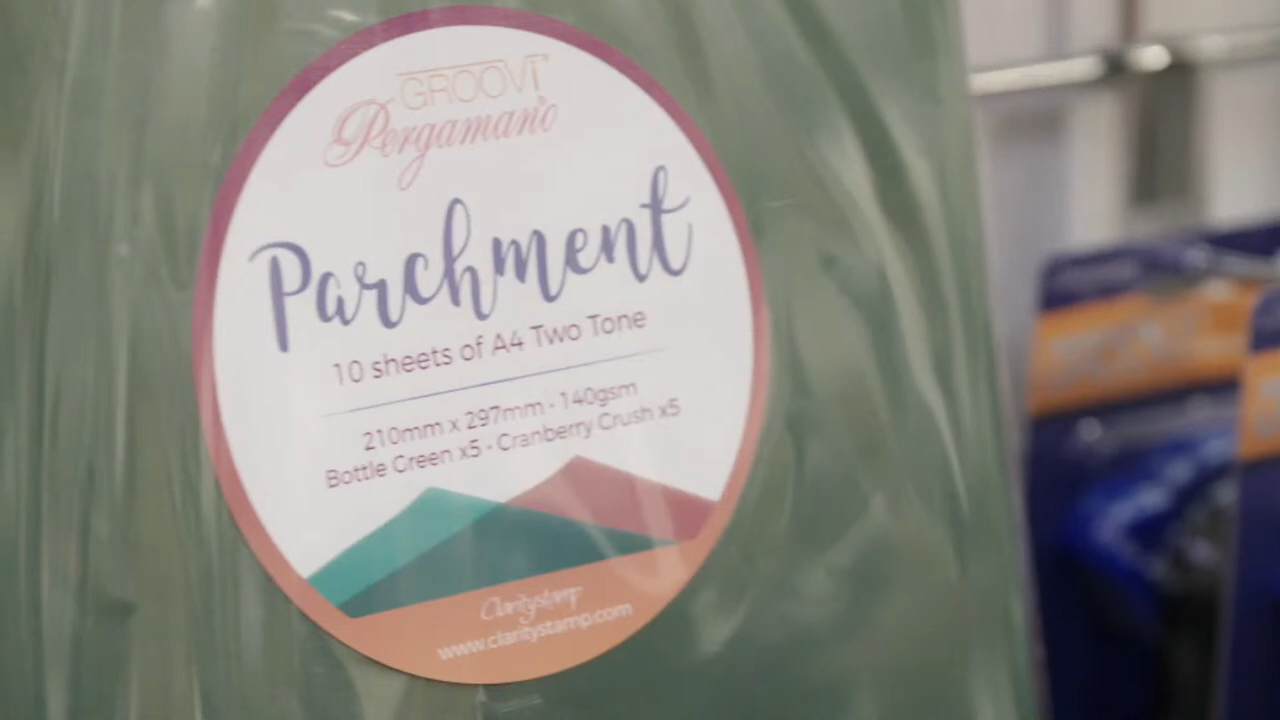 GROOVI
Pergamano
Parchment
10 sheets of A4 Two Tone
210mm x 297mm - 140gsm
Bottle Green x5 - Cranberry Crush x5
Claritystamp
www.claritystamp.com